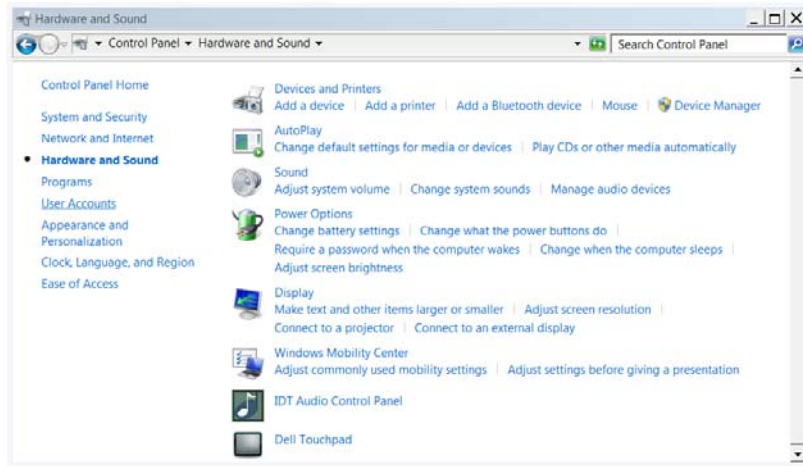 Hardware and Sound
Control Panel Hardware and Sound
Search Control Panel
Control Panel Home
System and Security
Network and Internet
Hardware and Sound
Programs
User Accounts
Appearance and
Personalization
Clock, Language, and Region
Ease of Access
Devices and Printers
Add a device | Add a printer | Add a Bluetooth device | Mouse | Device Manager
AutoPlay
Change default settings for media or devices | Play CDs or other media automatically
Sound
Adjust system volume | Change system sounds | Manage audio devices
Power Options
Change battery settings | Change what the power buttons do |
Require a password when the computer wakes | Change when the computer sleeps |
Adjust screen brightness
Display
Make text and other items larger or smaller | Adjust screen resolution |
Connect to a projector | Connect to an external display
Windows Mobility Center
Adjust commonly used mobility settings | Adjust settings before giving a presentation
IDT Audio Control Panel
Dell Touchpad